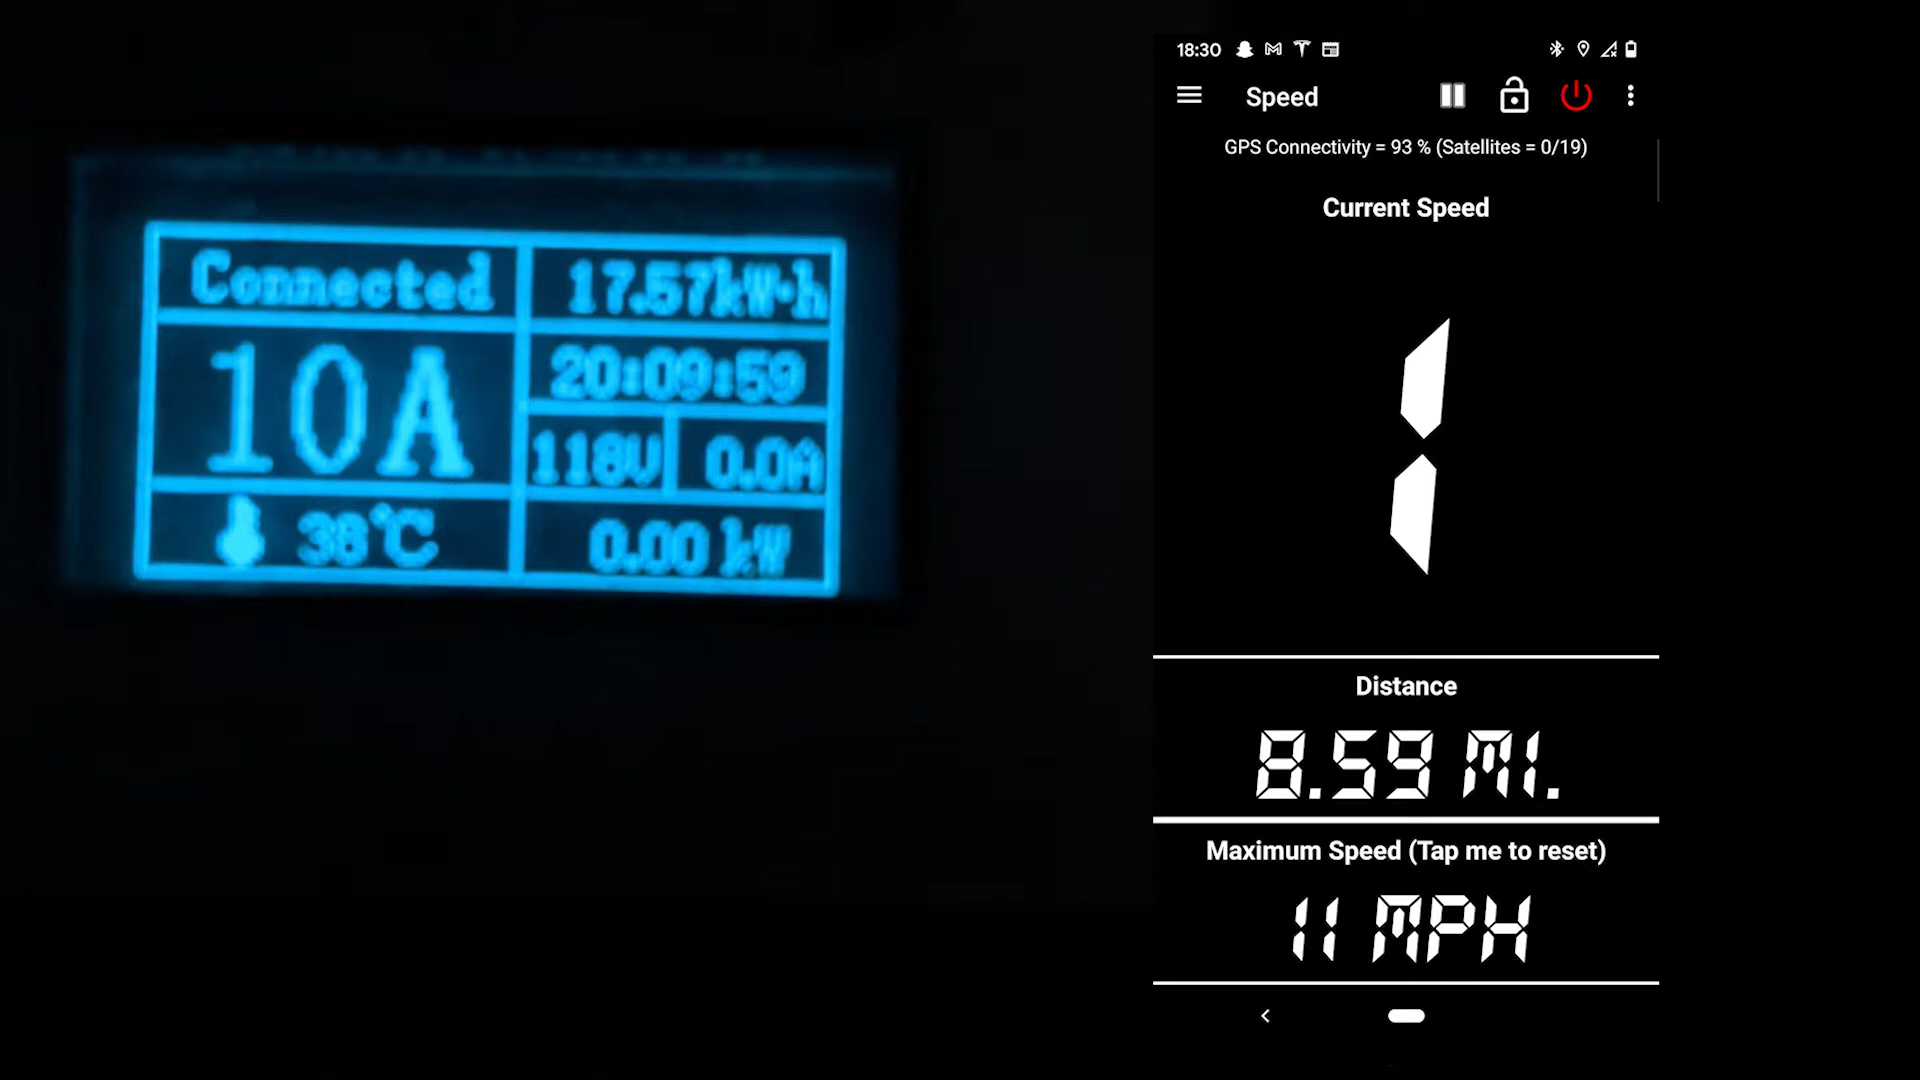 Connected
17.57kW·h
10A
20:09:59
118V
0.0A
38°C
0.00 kW
18:30
Speed
GPS Connectivity = 93 % (Satellites = 0/19)
Current Speed
1
Distance
8.59 MI.
Maximum Speed (Tap me to reset)
11 MPH